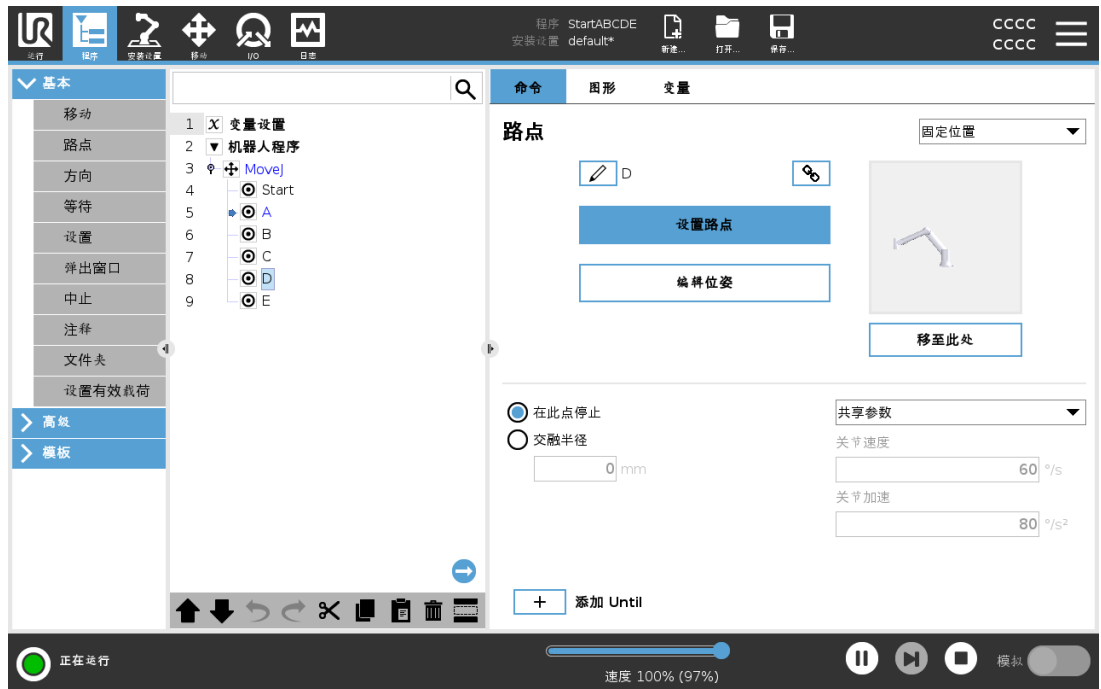 程序 StartABCDE
安装设置 default*
CCCC
CCCC
运行
程序
安装设置
移动
I/O
日志
新建...
打开...
保存...
基本
移动
路点
方向
等待
设置
弹出窗口
中止
注释
文件夹
设置有效载荷
高级
模板
1 X 变量设置
2 机器人程序
3 MoveJ
4 Start
5 A
6 B
7 C
8 D
9 E
命令 图形 变量
路点
固定位置
D
设置路点
编辑位姿
移至此处
在此点停止
共享参数
交融半径
关节速度
0 mm
60 °/s
关节加速
80 °/s²
+ 添加 Until
正在运行
速度 100% (97%)
模拟